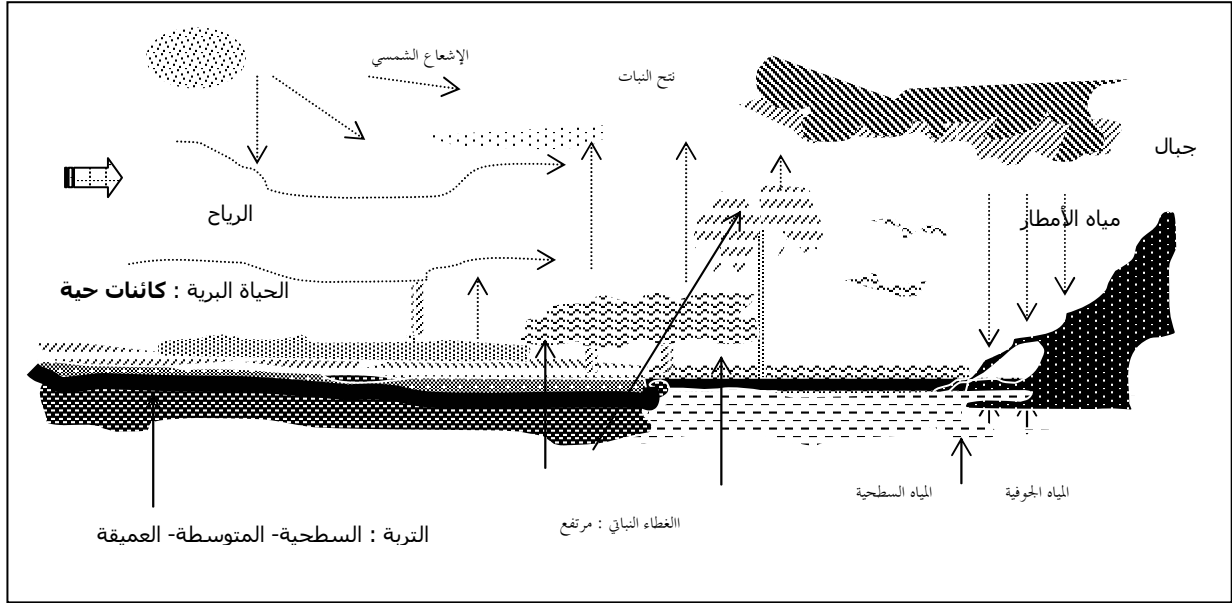 الإشعاع الشمسي
نتح النبات
جبال
الرياح
مياه الأمطار
الحياة البرية : كائنات حية
المياه السطحية
المياه الجوفية
االغطاء النباتي : مرتفع
التربة : السطحية- المتوسطة- العميقة